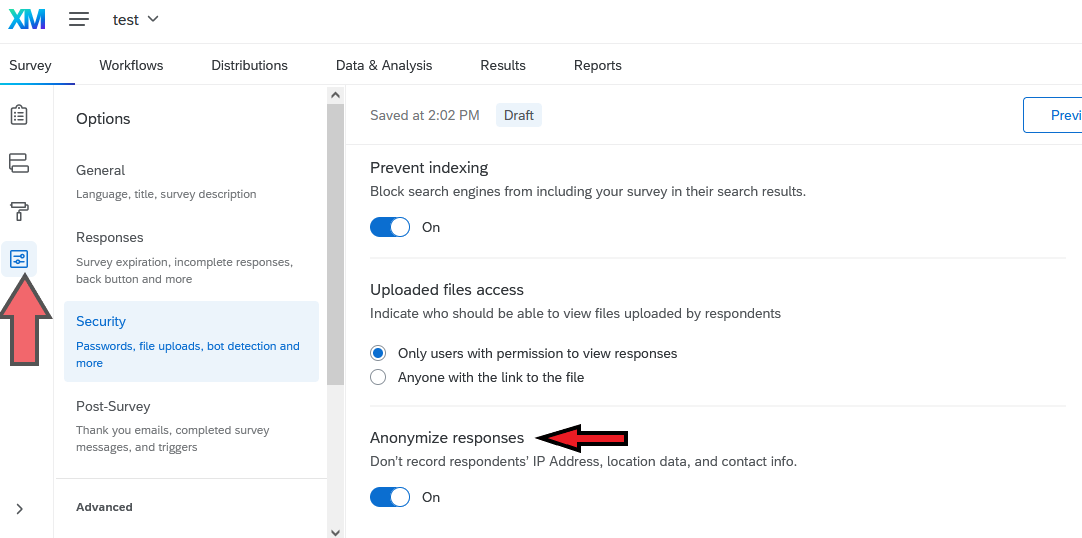 XM
test
Survey Workflows Distributions Data & Analysis Results Reports
Options
General
Language, title, survey description
Responses
Survey expiration, incomplete responses,
back button and more
Security
Passwords, file uploads, bot detection and
more
Post-Survey
Thank you emails, completed survey
messages, and triggers
Advanced
Saved at 2:02 PM Draft Previ
Prevent indexing
Block search engines from including your survey in their search results.
On
Uploaded files access
Indicate who should be able to view files uploaded by respondents
Only users with permission to view responses
Anyone with the link to the file
Anonymize responses
Don't record respondents' IP Address, location data, and contact info.
On